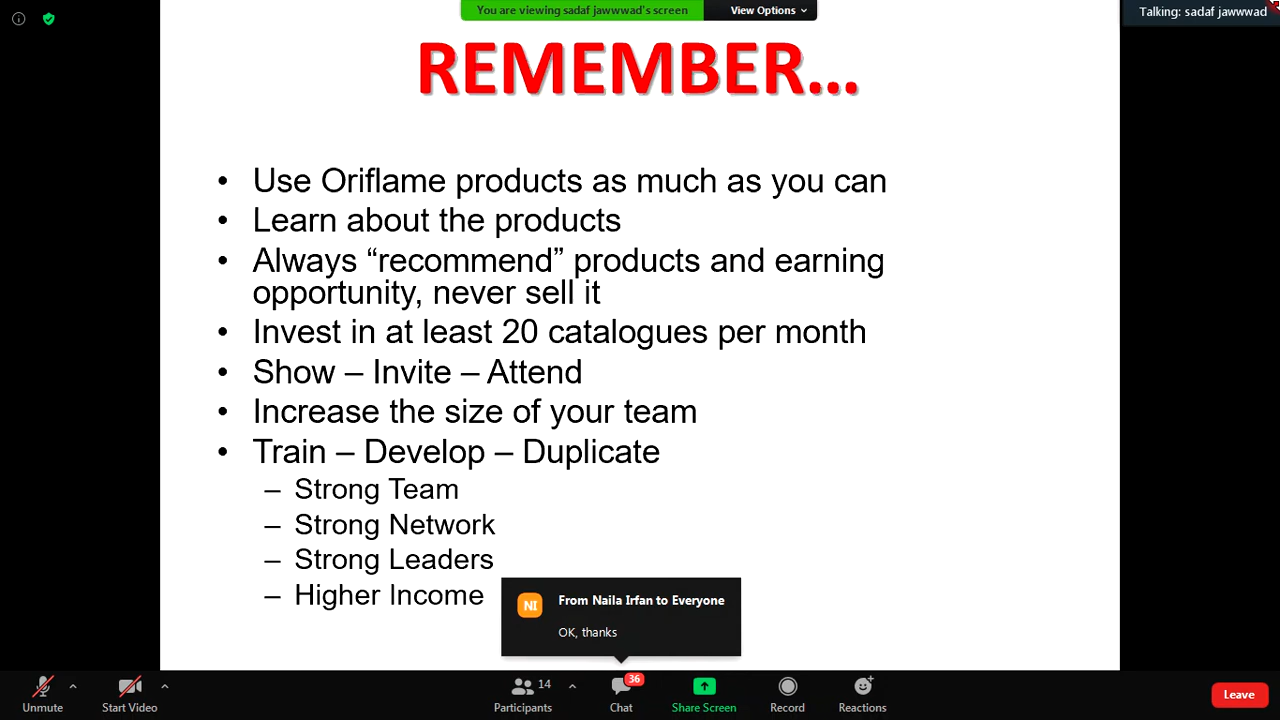 You are viewing sadaf jawwwad's screen
View Options
Talking: sadaf jawwwad
REMEMBER...
• Use Oriflame products as much as you can
• Learn about the products
• Always “recommend” products and earning
opportunity, never sell it
• Invest in at least 20 catalogues per month
• Show – Invite – Attend
• Increase the size of your team
• Train – Develop – Duplicate
– Strong Team
– Strong Network
– Strong Leaders
– Higher Income
NI
From Naila Irfan to Everyone
OK, thanks
14
36
Unmute
Start Video
Participants
Chat
Share Screen
Record
Reactions
Leave